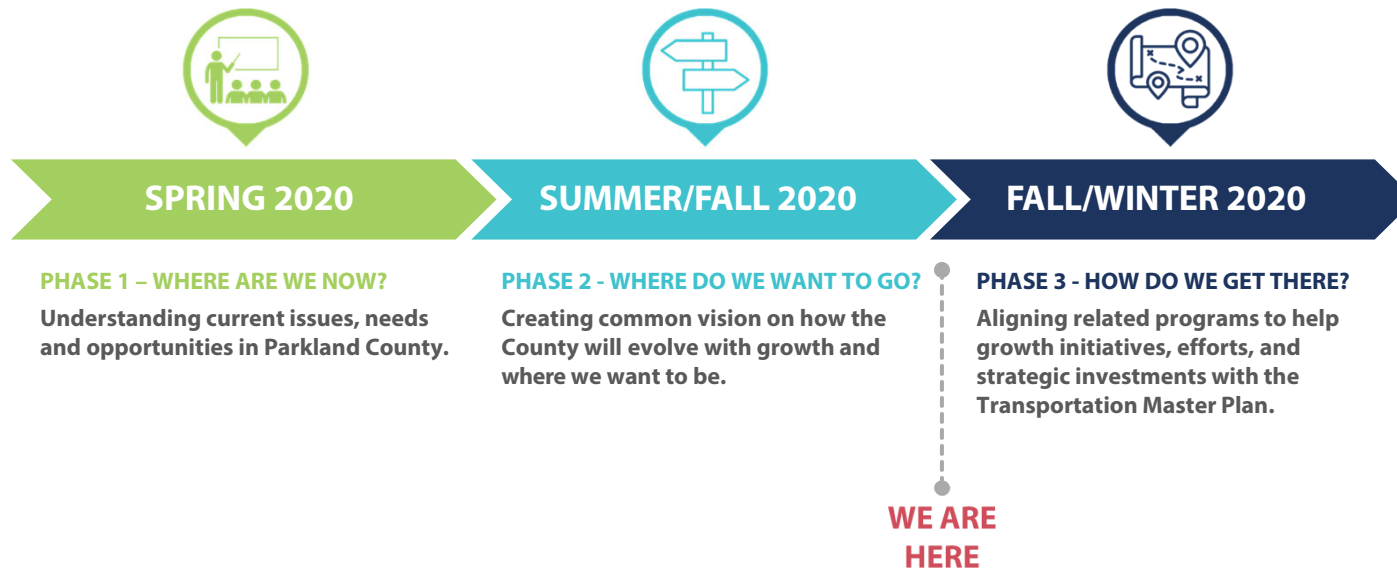 SPRING 2020
SUMMER/FALL 2020
FALL/WINTER 2020
PHASE 1 – WHERE ARE WE NOW?
Understanding current issues, needs
and opportunities in Parkland County.
PHASE 2 - WHERE DO WE WANT TO GO?
Creating common vision on how the
County will evolve with growth and
where we want to be.
PHASE 3 - HOW DO WE GET THERE?
Aligning related programs to help
growth initiatives, efforts, and
strategic investments with the
Transportation Master Plan.
WE ARE
HERE